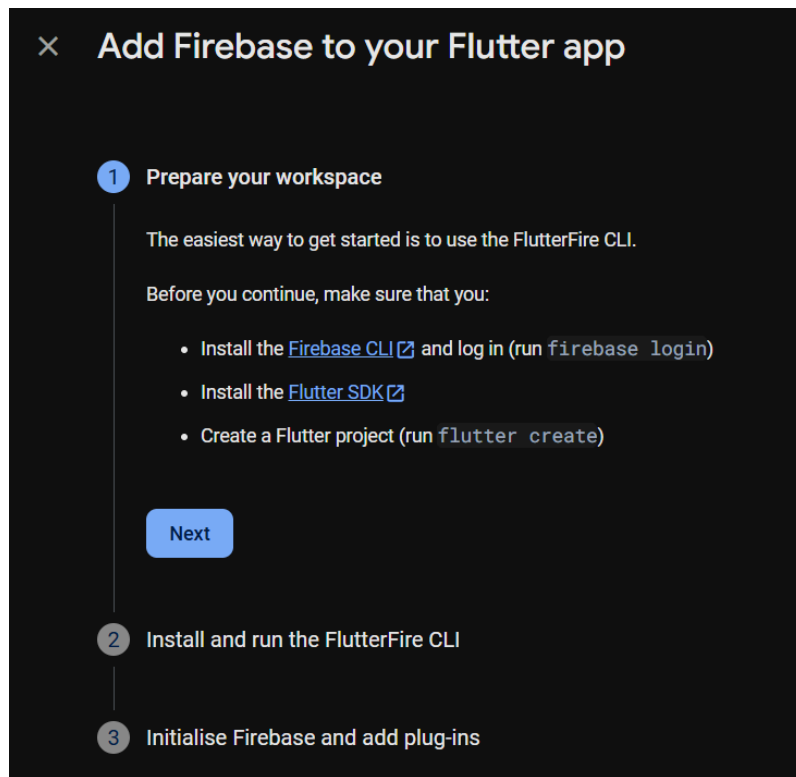 Add Firebase to your Flutter app
1 Prepare your workspace
The easiest way to get started is to use the FlutterFire CLI.
Before you continue, make sure that you:
• Install the Firebase CLI and log in (run firebase login)
• Install the Flutter SDK
• Create a Flutter project (run flutter create)
Next
2 Install and run the FlutterFire CLI
3 Initialise Firebase and add plug-ins